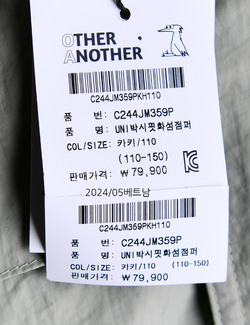 OTHER
ANOTHER
C244JM359PKH110
품 번: C244JM359P
품 명: UNI박시핏화섬점퍼
COL/SIZE: 카키/110
(110-150)
판매가격: ₩79,900
2024/05베트남
C244JM359PKH110
품 번: C244JM359P
품 명: UNI박시핏화섬점퍼
COL/SIZE: 카키/110 (110-150)
판매가격: ₩79,900